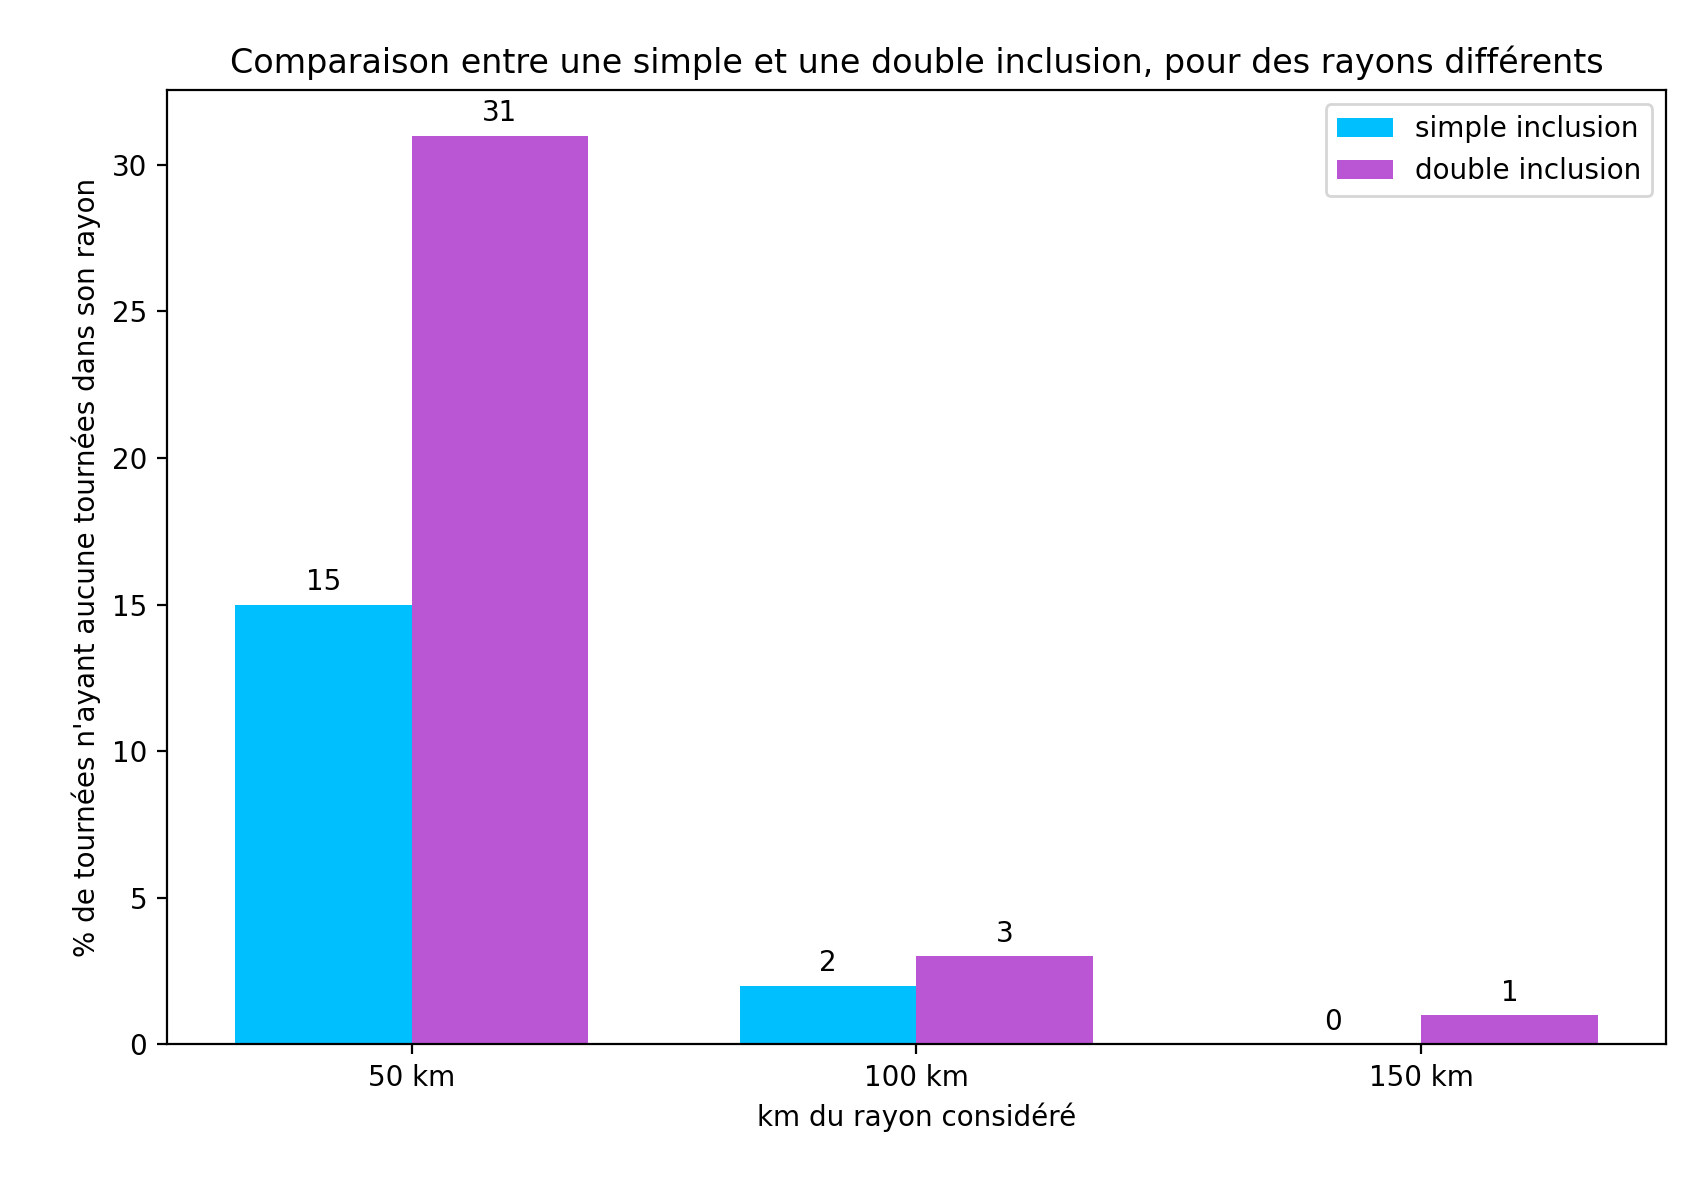 Comparaison entre une simple et une double inclusion, pour des rayons différents
simple inclusion
double inclusion
% de tournées n'ayant aucune tournées dans son rayon
30
25
20
15
10
5
0
15
31
2
3
0
1
50 km
100 km
150 km
km du rayon considéré